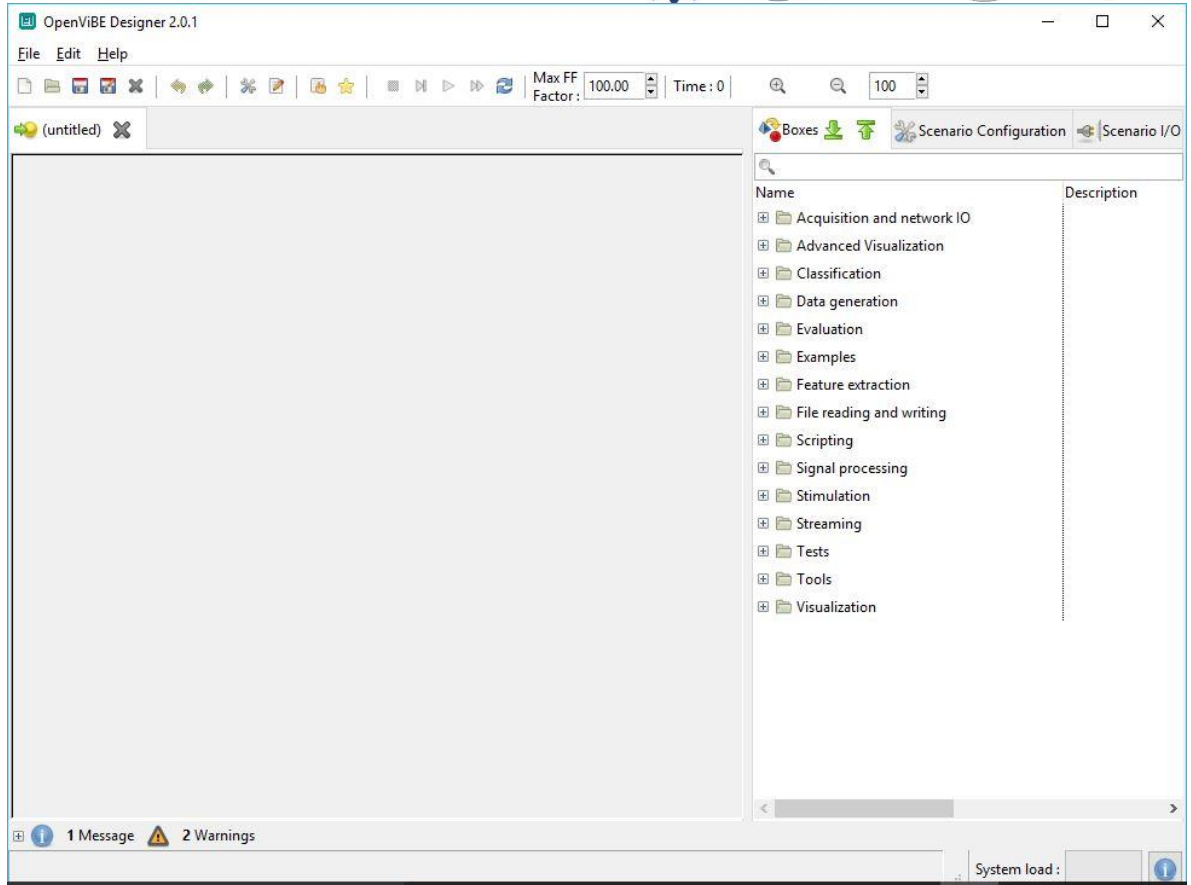 OpenViBE Designer 2.0.1
File Edit Help
Max FF
Factor: 100.00 Time: 0 100
(untitled) Boxes Scenario Configuration Scenario I/O
Name Description
Acquisition and network IO
Advanced Visualization
Classification
Data generation
Evaluation
Examples
Feature extraction
File reading and writing
Scripting
Signal processing
Stimulation
Streaming
Tests
Tools
Visualization
1 Message 2 Warnings
System load: